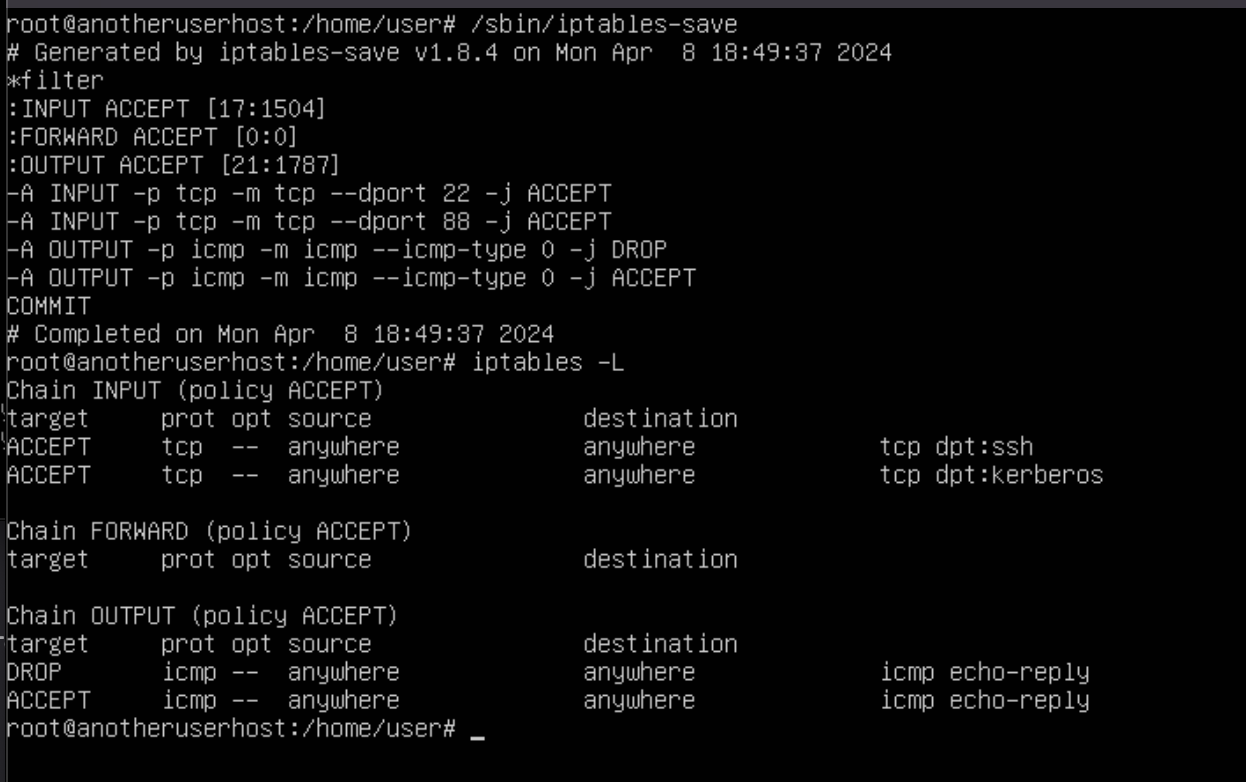 root@anotheruserhost:/home/user# /sbin/iptables-save
# Generated by iptables-save v1.8.4 on Mon Apr  8 18:49:37 2024
*filter
:INPUT ACCEPT [17:1504]
:FORWARD ACCEPT [0:0]
:OUTPUT ACCEPT [21:1787]
-A INPUT -p tcp -m tcp --dport 22 -j ACCEPT
-A INPUT -p tcp -m tcp --dport 88 -j ACCEPT
-A OUTPUT -p icmp -m icmp --icmp-type 0 -j DROP
-A OUTPUT -p icmp -m icmp --icmp-type 0 -j ACCEPT
COMMIT
# Completed on Mon Apr  8 18:49:37 2024
root@anotheruserhost:/home/user# iptables -L
Chain INPUT (policy ACCEPT)
target     prot opt source               destination
ACCEPT     tcp  --  anywhere             anywhere             tcp dpt:ssh
ACCEPT     tcp  --  anywhere             anywhere             tcp dpt:kerberos

Chain FORWARD (policy ACCEPT)
target     prot opt source               destination

Chain OUTPUT (policy ACCEPT)
target     prot opt source               destination
DROP       icmp --  anywhere             anywhere             icmp echo-reply
ACCEPT     icmp --  anywhere             anywhere             icmp echo-reply
root@anotheruserhost:/home/user# _